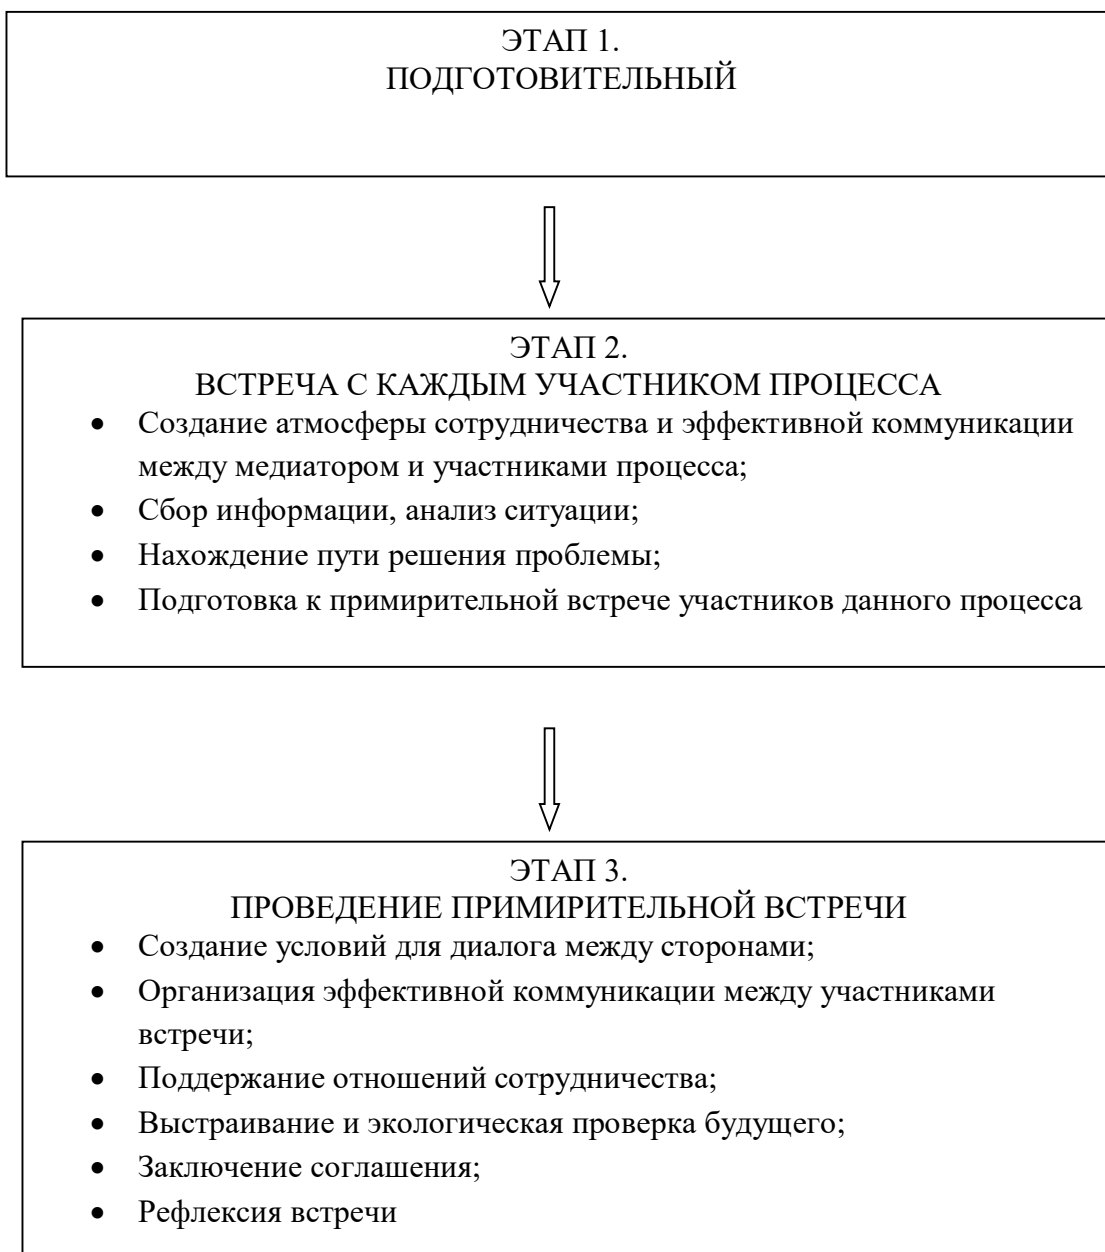 ЭТАП 1.
ПОДГОТОВИТЕЛЬНЫЙ
ЭТАП 2.
ВСТРЕЧА С КАЖДЫМ УЧАСТНИКОМ ПРОЦЕССА
• Создание атмосферы сотрудничества и эффективной коммуникации
между медиатором и участниками процесса;
• Сбор информации, анализ ситуации;
• Нахождение пути решения проблемы;
• Подготовка к примирительной встрече участников данного процесса
ЭТАП 3.
ПРОВЕДЕНИЕ ПРИМИРИТЕЛЬНОЙ ВСТРЕЧИ
• Создание условий для диалога между сторонами;
• Организация эффективной коммуникации между участниками
встречи;
• Поддержание отношений сотрудничества;
• Выстраивание и экологическая проверка будущего;
• Заключение соглашения;
• Рефлексия встречи